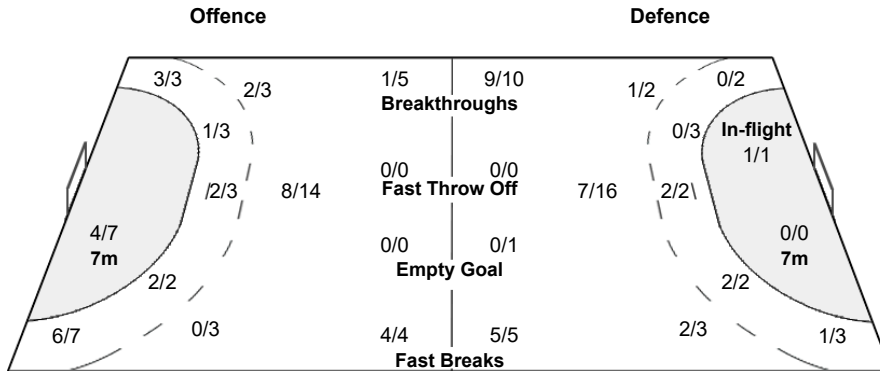 Offence Defence
3/3 2/3 1/5 9/10 1/2 0/2
Breakthroughs
1/3 0/3 In-flight
1/1
0/0 0/0
2/3 8/14 Fast Throw Off 7/16 2/2
4/7 0/0
7m 0/0 0/1 7m
Empty Goal
2/2 2/2
6/7 0/3 4/4 5/5 2/3 1/3
Fast Breaks